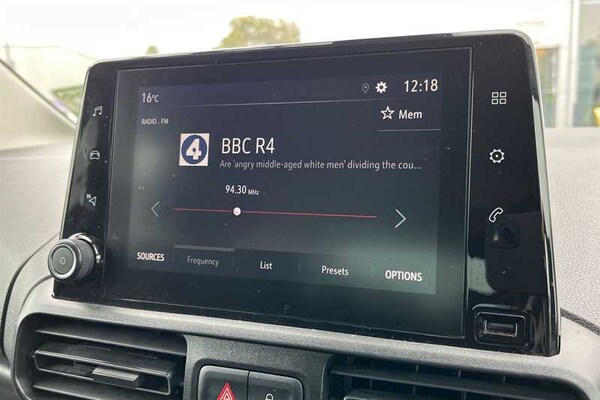 16°C
12:18
RADIO . FM
Mem
4
BBC R4
Are 'angry middle-aged white men' dividing the cou...
94.30 MHz
SOURCES
Frequency
List
Presets
OPTIONS